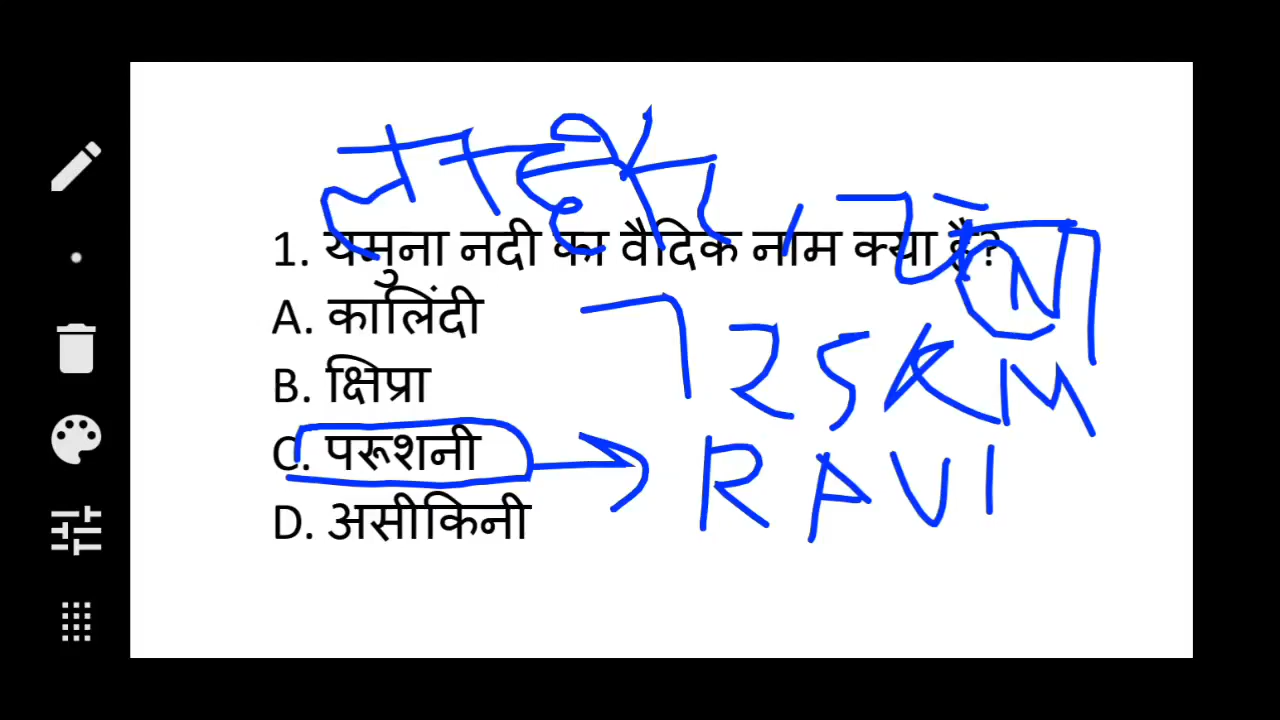 1. यमुना नदी का वैदिक नाम क्या है?
A. कालिंदी
725KM
B. क्षिप्रा
C. परूशनी
RAVI
D. असीकिनी